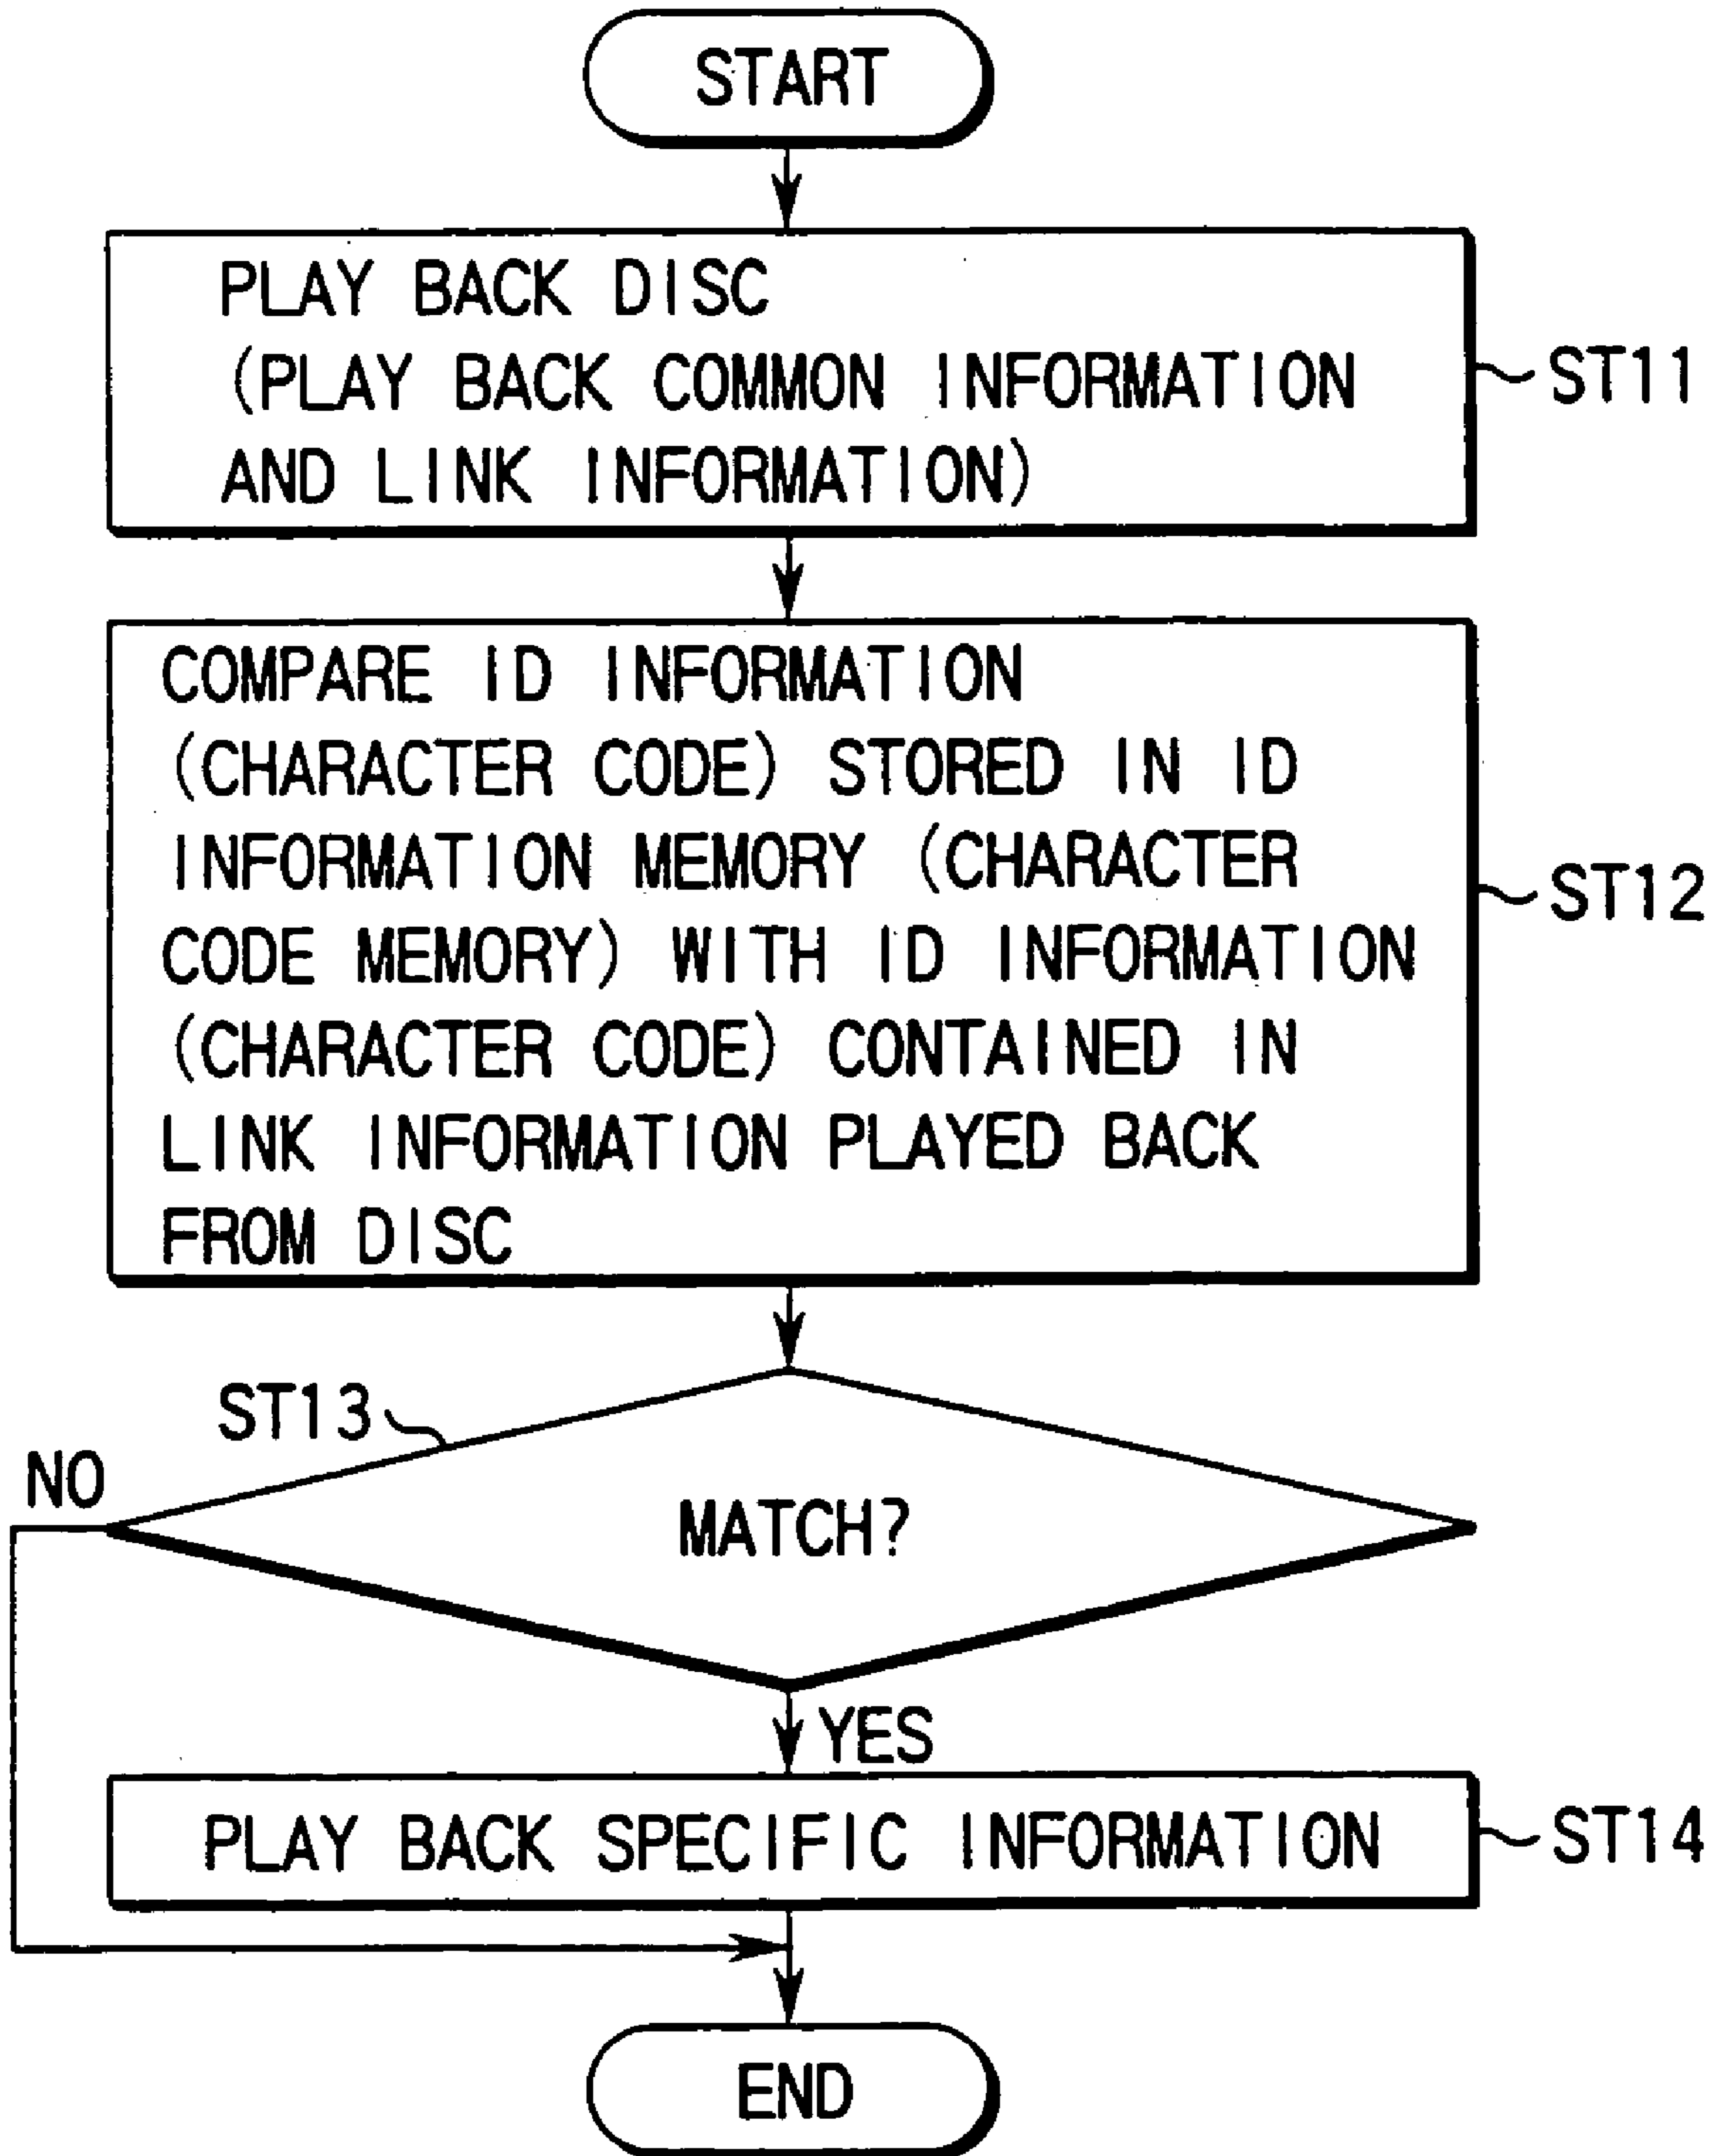 START
PLAY BACK DISC
(PLAY BACK COMMON INFORMATION
AND LINK INFORMATION)
ST11
COMPARE ID INFORMATION
(CHARACTER CODE) STORED IN ID
INFORMATION MEMORY (CHARACTER
CODE MEMORY) WITH ID INFORMATION
(CHARACTER CODE) CONTAINED IN
LINK INFORMATION PLAYED BACK
FROM DISC
ST12
ST13
NO
MATCH?
YES
PLAY BACK SPECIFIC INFORMATION
ST14
END